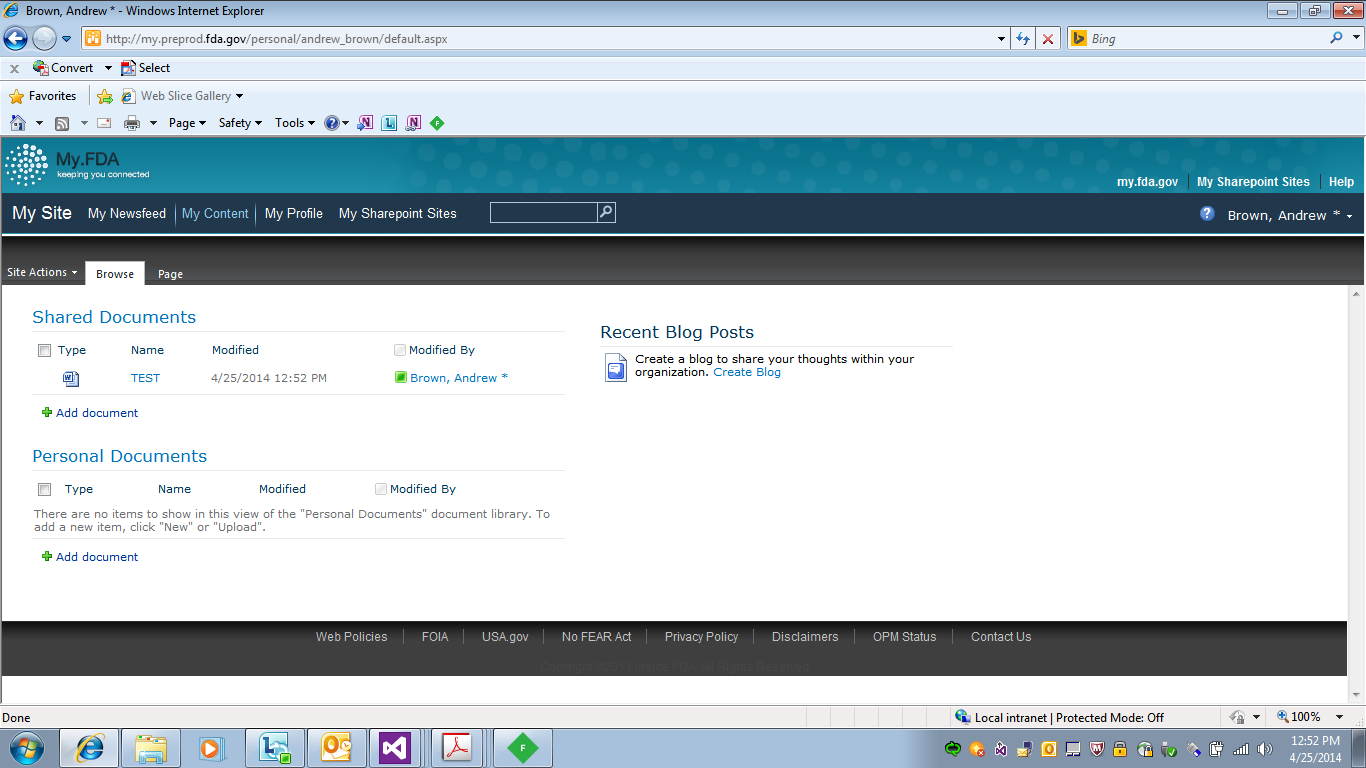 Brown, Andrew * - Windows Internet Explorer
http://my.preprod.fda.gov/personal/andrew_brown/default.aspx
Bing
x Convert Select
Favorites Web Slice Gallery
Page Safety Tools
My.FDA
keeping you connected
my.fda.gov My Sharepoint Sites Help
My Site My Newsfeed My Content My Profile My Sharepoint Sites Brown, Andrew *
Site Actions Browse Page
Shared Documents
Type Name Modified Modified By
TEST 4/25/2014 12:52 PM Brown, Andrew *
Add document
Recent Blog Posts
Create a blog to share your thoughts within your
organization. Create Blog
Personal Documents
Type Name Modified Modified By
There are no items to show in this view of the "Personal Documents" document library. To
add a new item, click "New" or "Upload".
Add document
Web Policies FOIA USA.gov No FEAR Act Privacy Policy Disclaimers OPM Status Contact Us
Copyright ©2011 inside.FDA, All Rights Reserved
Done Local intranet | Protected Mode: Off 100%
12:52 PM
4/25/2014